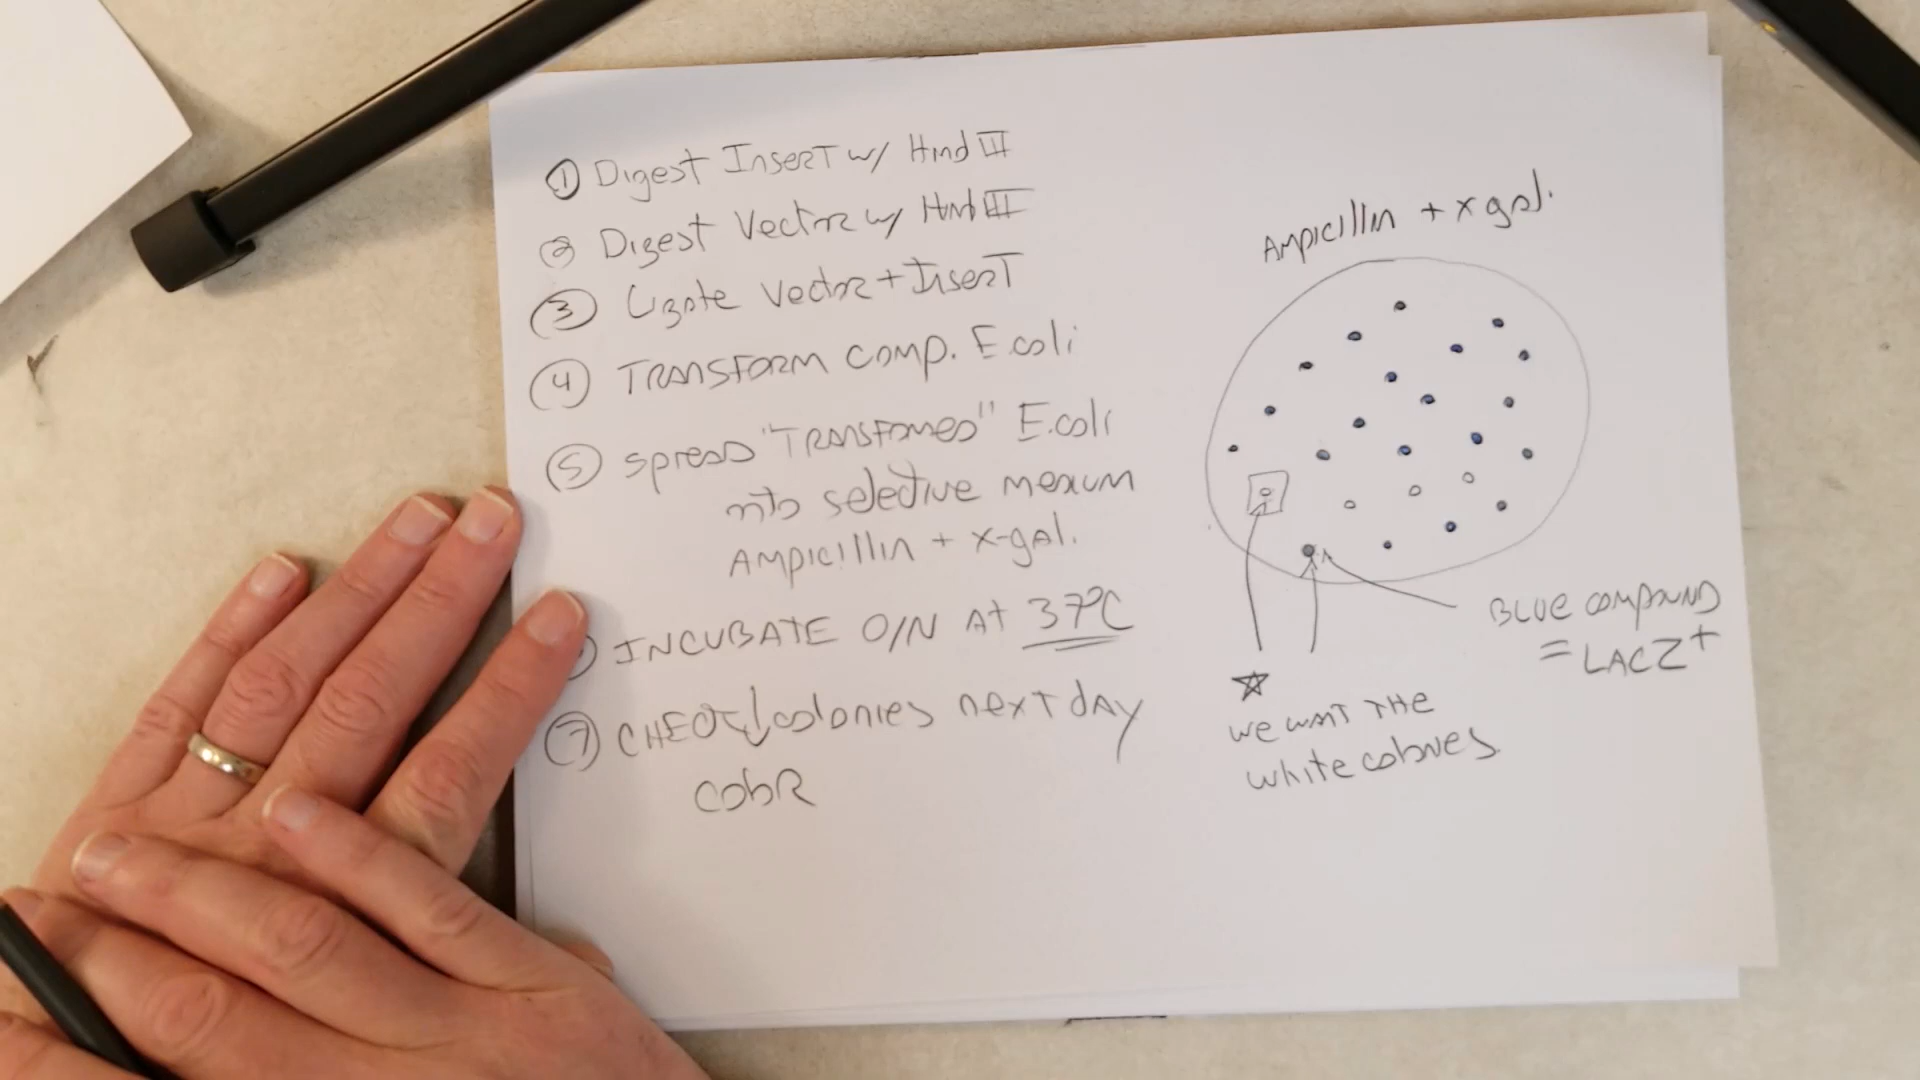 ① Digest Insert w/ Hind III
② Digest Vector w/ Hind III
③ Ligate Vector + Insert
④ TRANSFORM comp. E.coli
⑤ spread "TRANSFOMED" E.coli
into selective medium
AMpicillin + x-gal.
INCUBATE O/N At 37°C
⑦ CHECK colonies next dAy
coloR
AMpicillin + x gal.
BLUE COMPOUND
= LACZ+
☆
we want THE
white colonies.